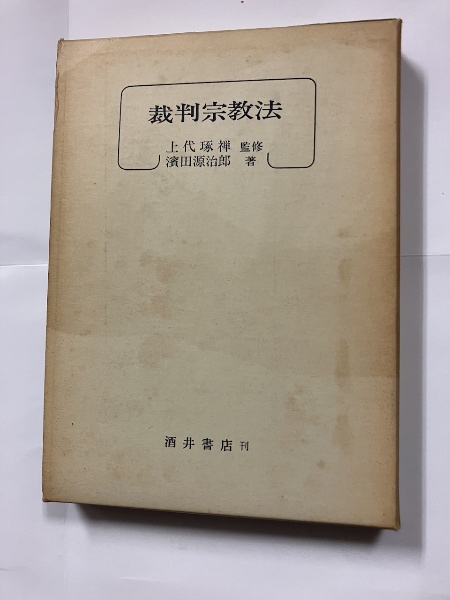 裁判宗教法
上代琢禅 監修
濱田源治郎 著
酒井書店 刊